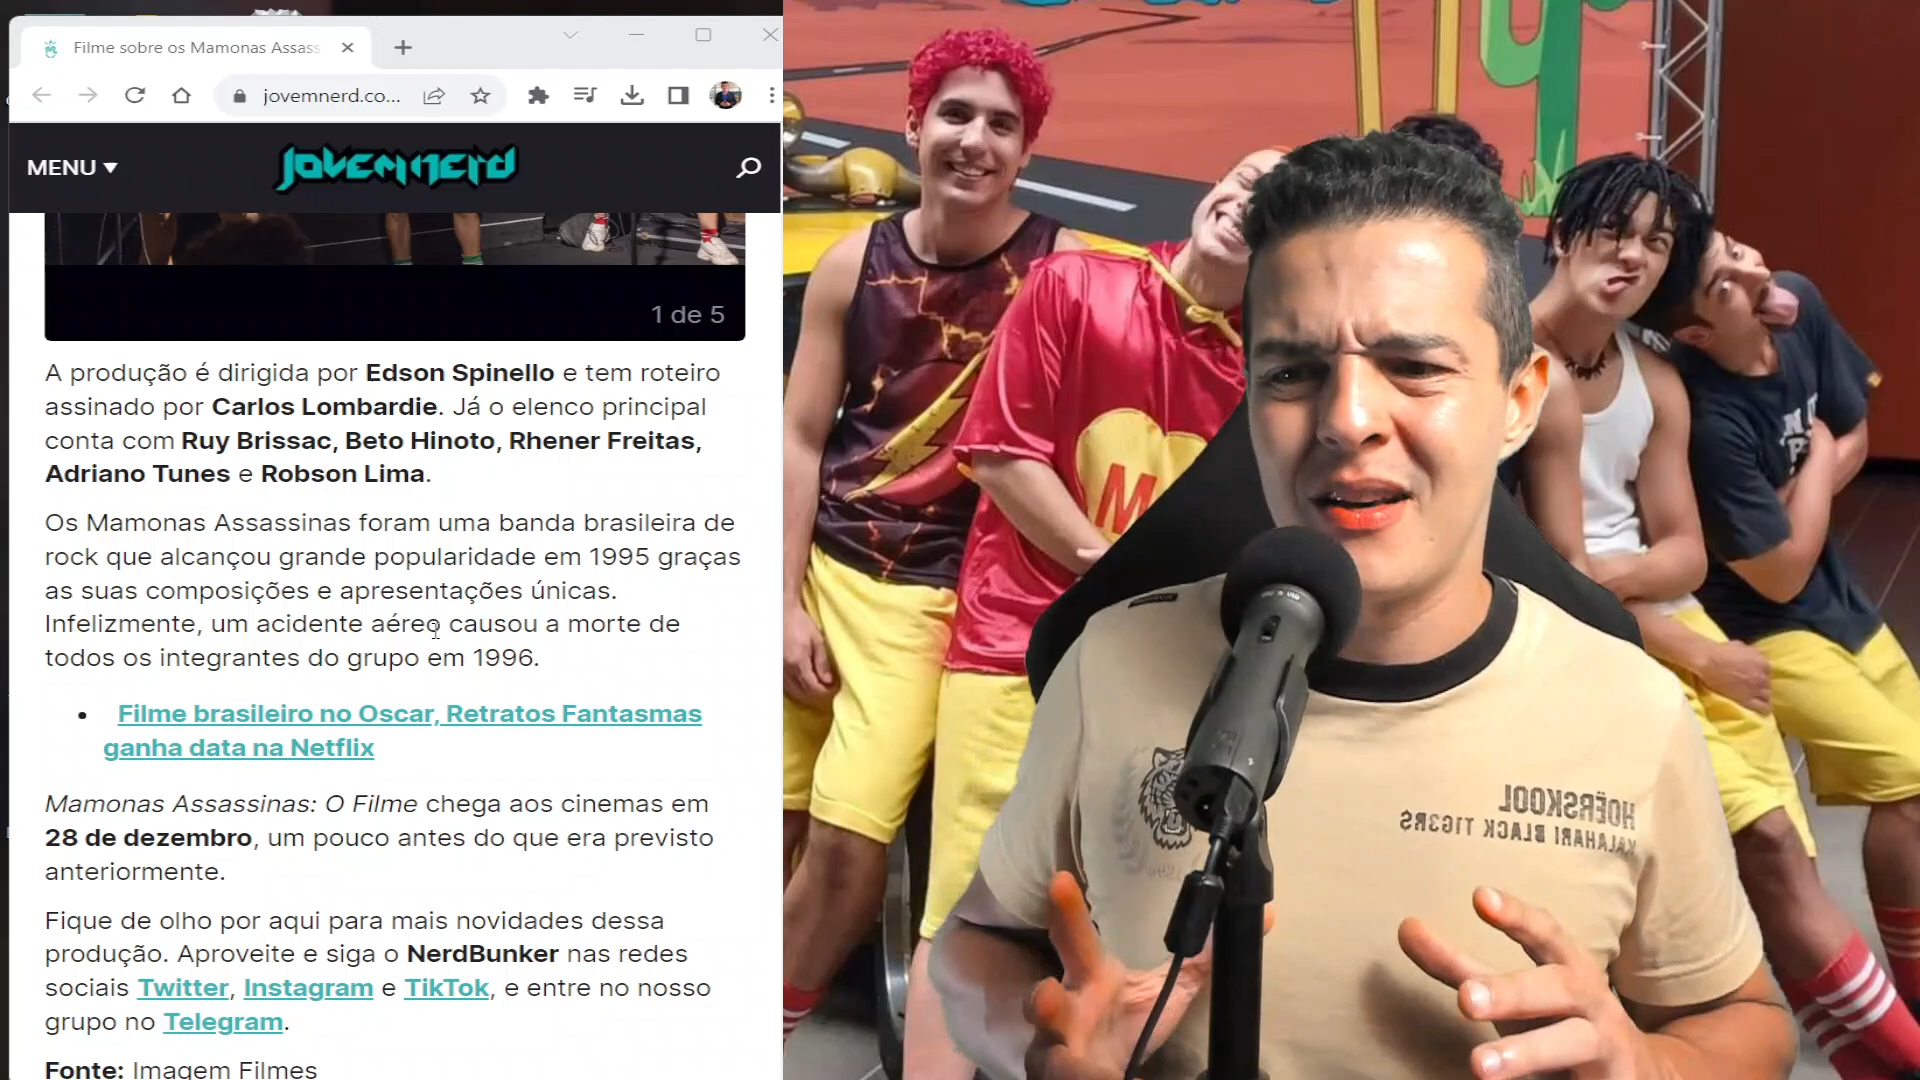 Filme sobre os Mamonas Assass
jovemnerd.co...
MENU
JOVEMNERD
1 de 5
A produção é dirigida por Edson Spinello e tem roteiro
assinado por Carlos Lombardie. Já o elenco principal
conta com Ruy Brissac, Beto Hinoto, Rhener Freitas,
Adriano Tunes e Robson Lima.
Os Mamonas Assassinas foram uma banda brasileira de
rock que alcançou grande popularidade em 1995 graças
as suas composições e apresentações únicas.
Infelizmente, um acidente aéreo causou a morte de
todos os integrantes do grupo em 1996.
Filme brasileiro no Oscar, Retratos Fantasmas
ganha data na Netflix
Mamonas Assassinas: O Filme chega aos cinemas em
28 de dezembro, um pouco antes do que era previsto
anteriormente.
Fique de olho por aqui para mais novidades dessa
produção. Aproveite e siga o NerdBunker nas redes
sociais Twitter, Instagram e TikTok, e entre no nosso
grupo no Telegram.
Fonte: Imagem Filmes
M
HOËRSKOOL
KALAHARI BLACK TIG3R$